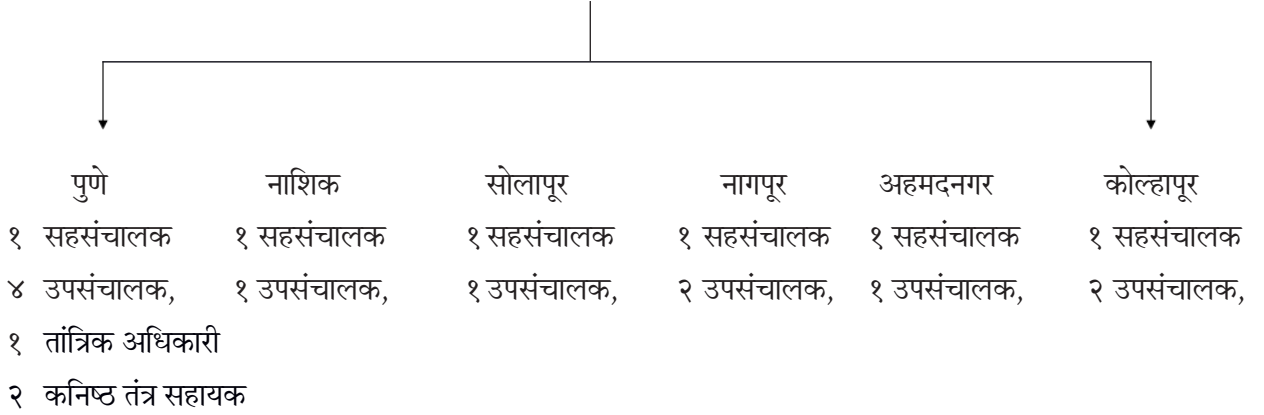 पुणे नाशिक सोलापूर नागपूर अहमदनगर कोल्हापूर
१ सहसंचालक १ सहसंचालक १ सहसंचालक १ सहसंचालक १ सहसंचालक १ सहसंचालक
४ उपसंचालक, १ उपसंचालक, १ उपसंचालक, २ उपसंचालक, १ उपसंचालक, २ उपसंचालक,
१ तांत्रिक अधिकारी
२ कनिष्ठ तंत्र सहायक